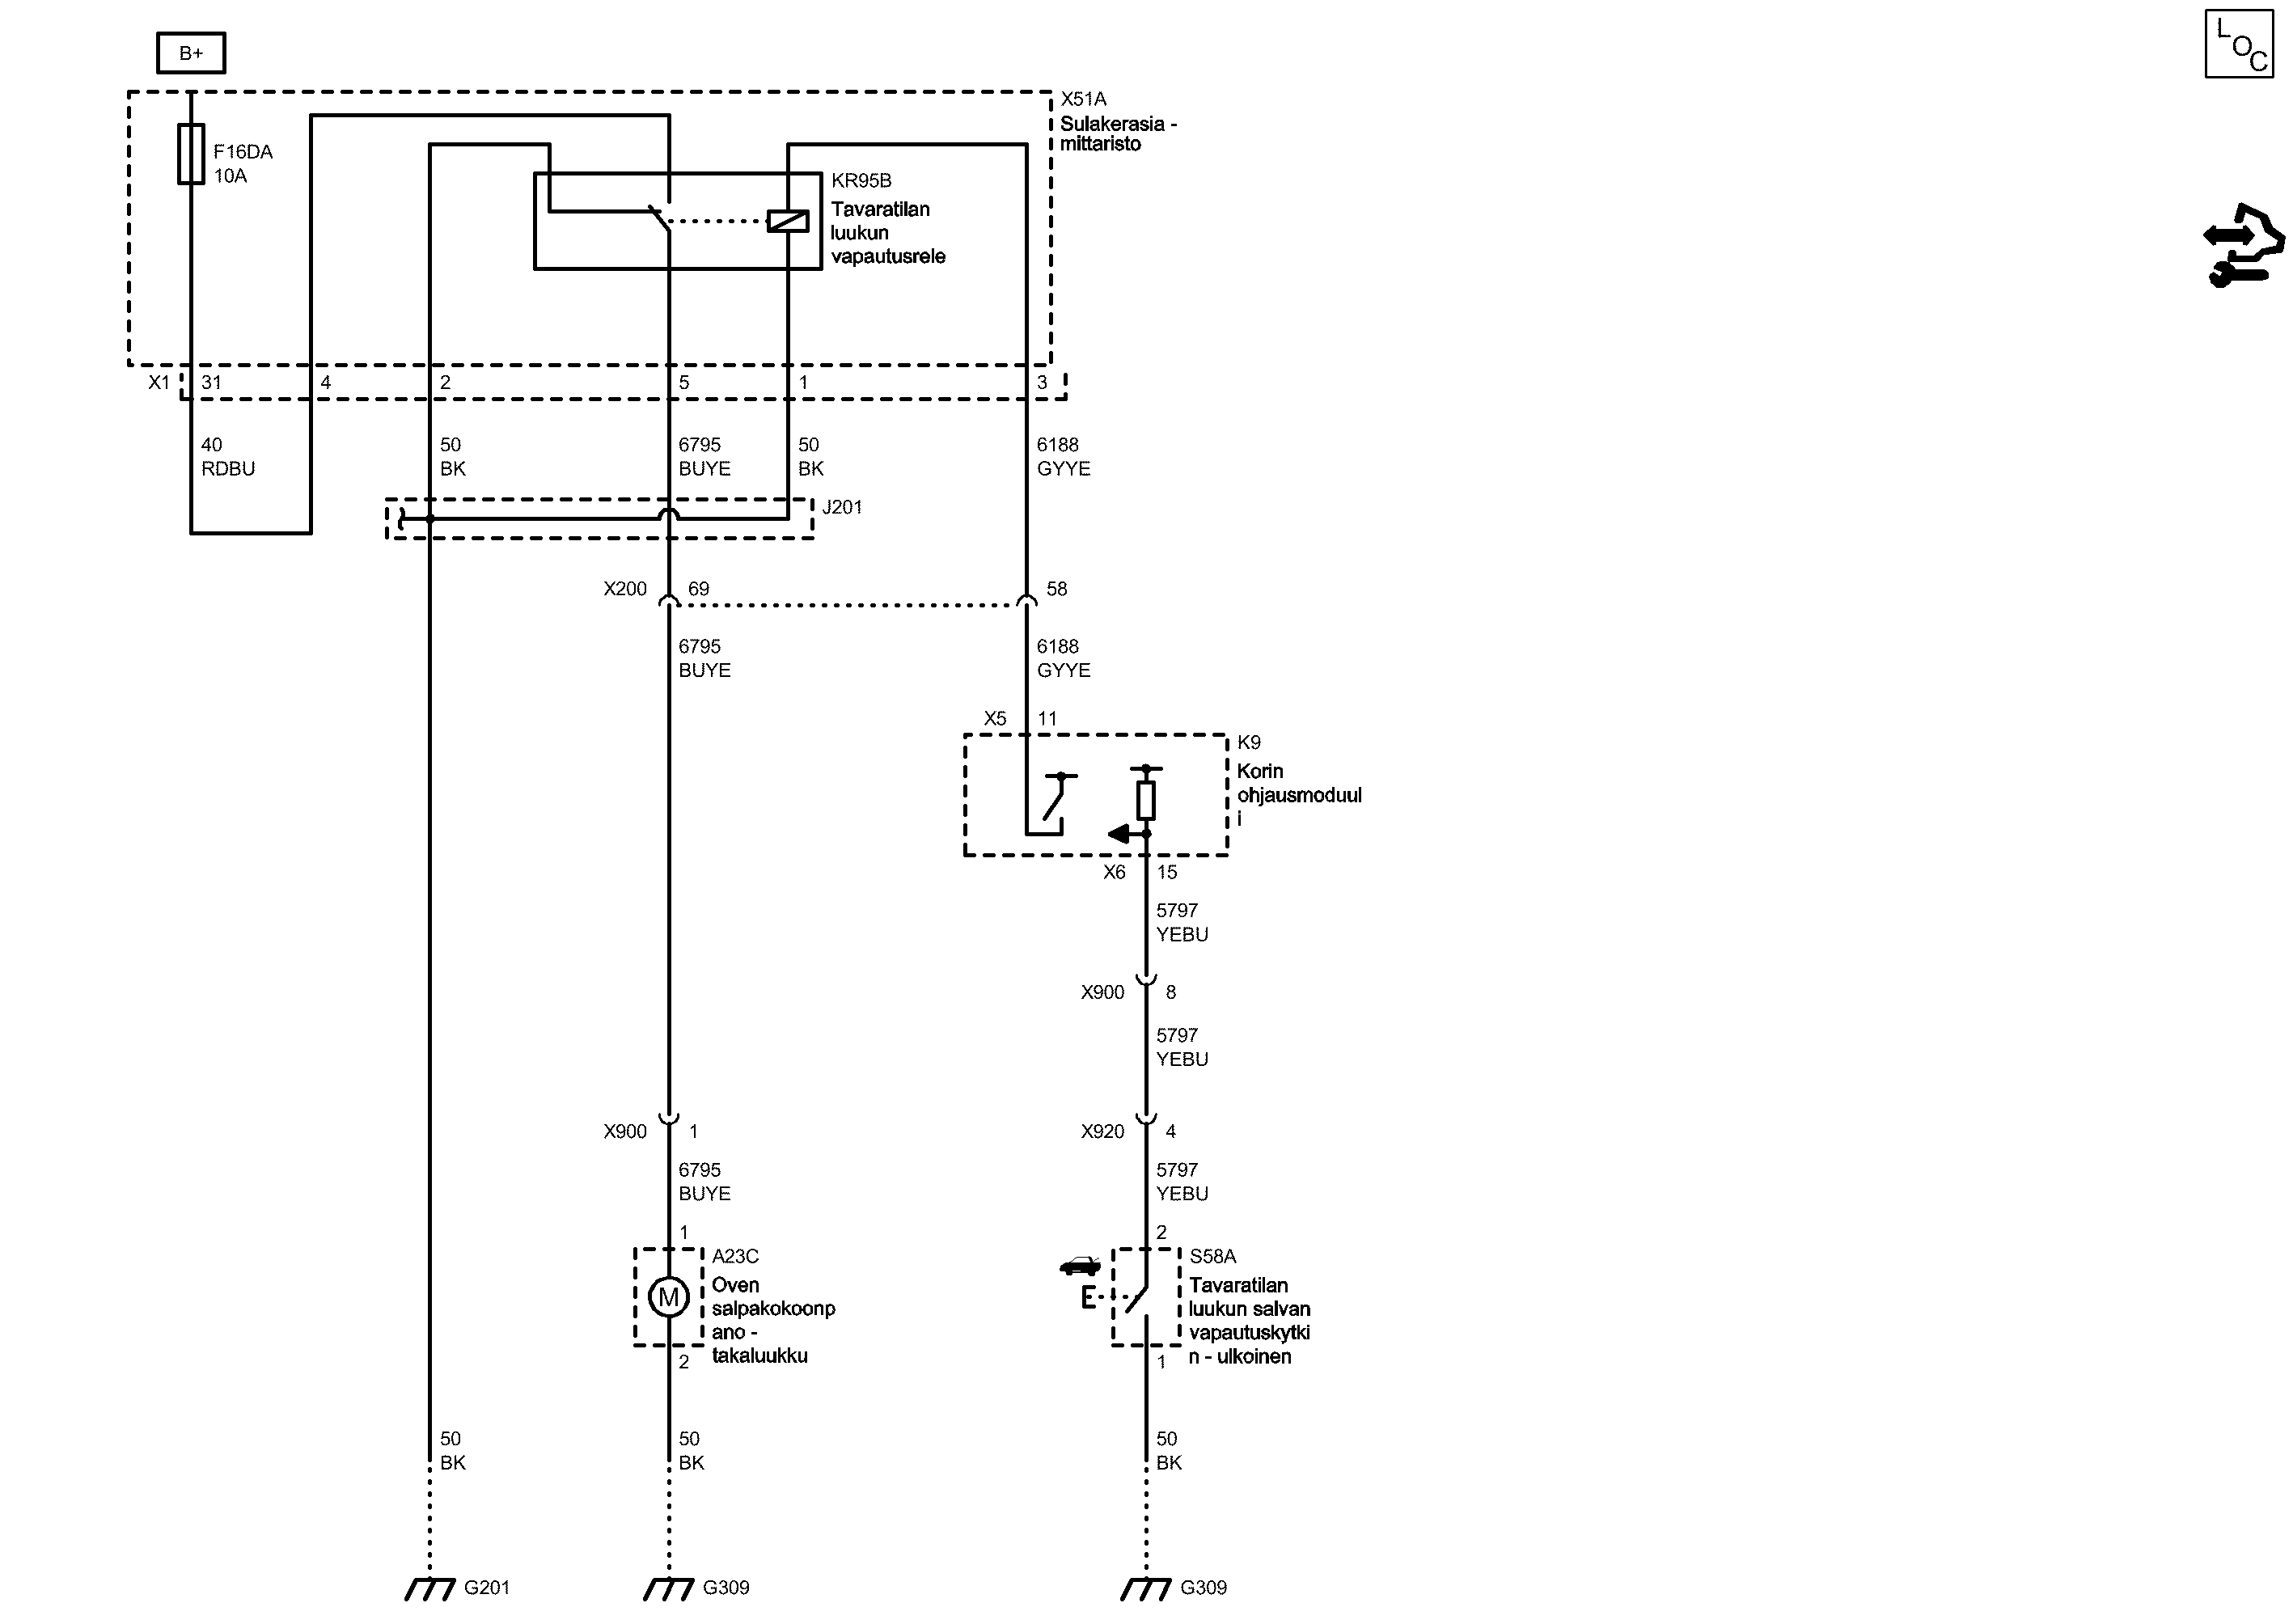 B+
LOC
X51A
Sulakerasia -
mittaristo
F16DA
10A
KR95B
Tavaratilan
luukun
vapautusrele
X1 31 4 2 5 1 3
40 50 6795 50 6188
RDBU BK BUYE BK GYYE
J201
X200 69 58
6795 6188
BUYE GYYE
X5 11
K9
Korin
ohjausmoduul
i
X6 15
5797
YEBU
X900 8
5797
YEBU
X900 1 X920 4
6795 5797
BUYE YEBU
1 2
A23C S58A
Oven Tavaratilan
salpakokoonp luukun salvan
ano - vapautuskytki
takaluukku n - ulkoinen
M E
2 1
50 50 50
BK BK BK
G201 G309 G309